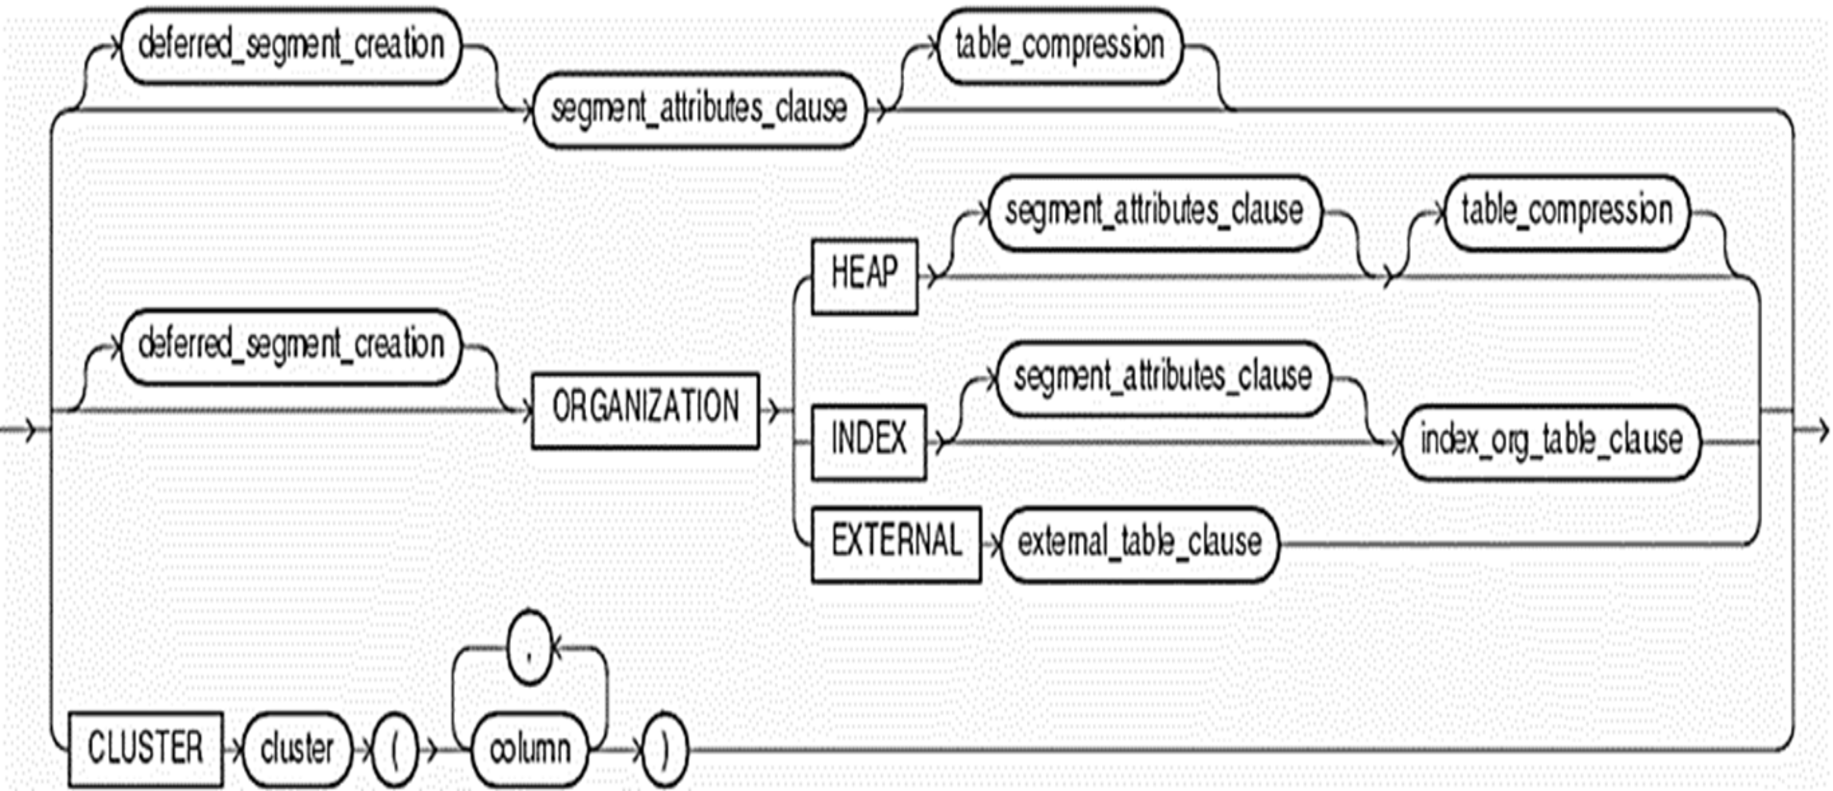 deferred_segment_creation
table_compression
segment_attributes_clause
segment_attributes_clause
table_compression
HEAP
deferred_segment_creation
segment_attributes_clause
ORGANIZATION
INDEX
index_org_table_clause
EXTERNAL
external_table_clause
,
CLUSTER
cluster
(
column
)